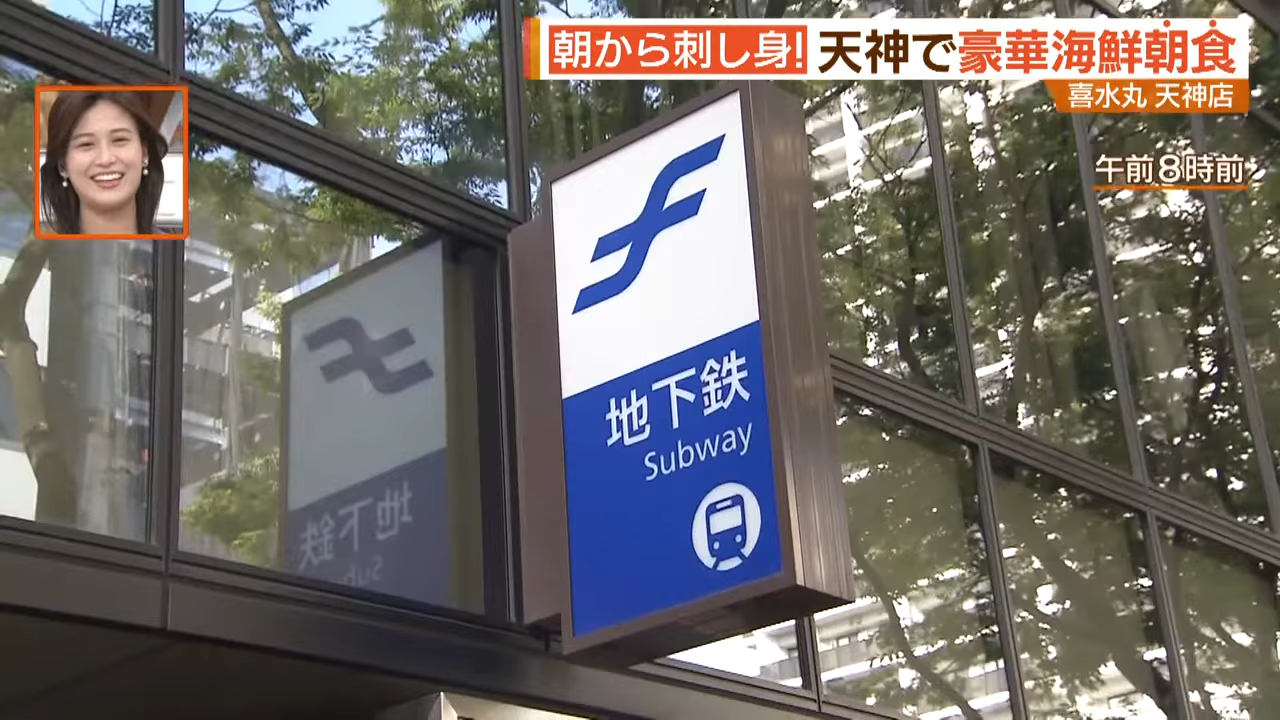 朝から刺し身! 天神で豪華海鮮朝食
喜水丸 天神店
午前8時前
地下鉄
Subway
地下鉄
Sub